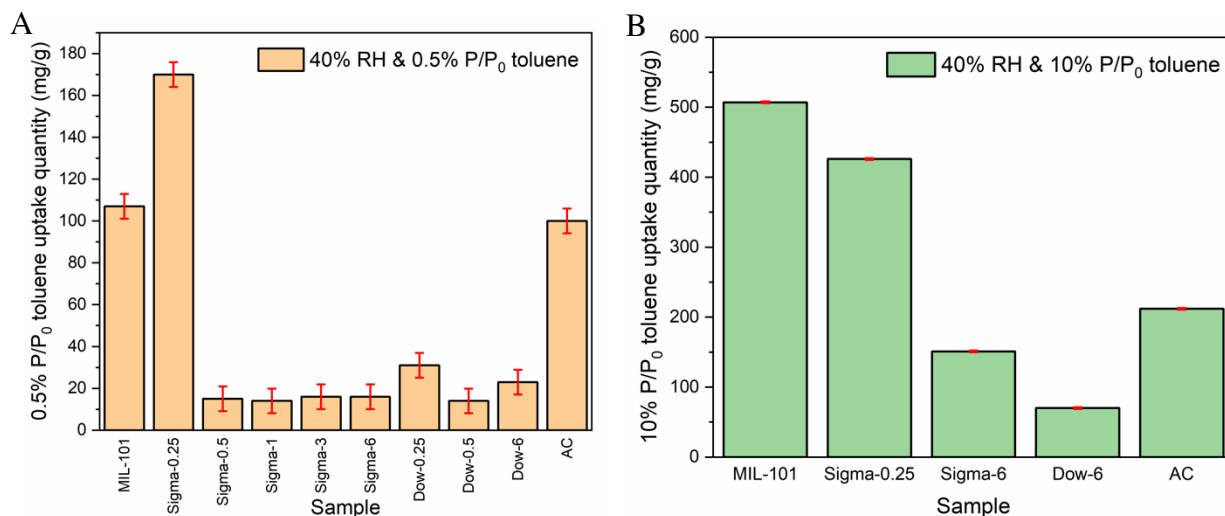 A
40% RH & 0.5% P/P₀ toluene
0.5% P/P₀ toluene uptake quantity (mg/g)
180
160
140
120
100
80
60
40
20
0
MIL-101
Sigma-0.25
Sigma-0.5
Sigma-1
Sigma-3
Sigma-6
Dow-0.25
Dow-0.5
Dow-6
AC
Sample
B
40% RH & 10% P/P₀ toluene
10% P/P₀ toluene uptake quantity (mg/g)
600
500
400
300
200
100
0
MIL-101 Sigma-0.25 Sigma-6 Dow-6 AC
Sample